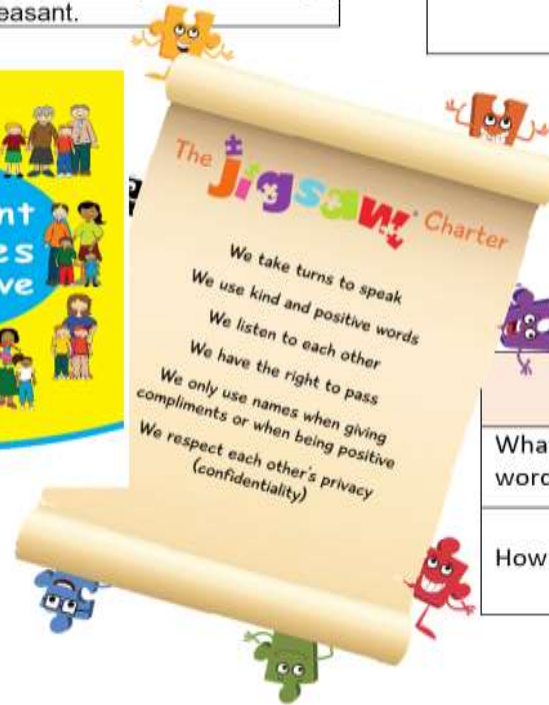 easant.
nt
es
ve
The Jigsaw Charter
We take turns to speak
We use kind and positive words
We listen to each other
We have the right to pass
We only use names when giving
compliments or when being positive
We respect each other's privacy
(confidentiality)
Wha
word
How